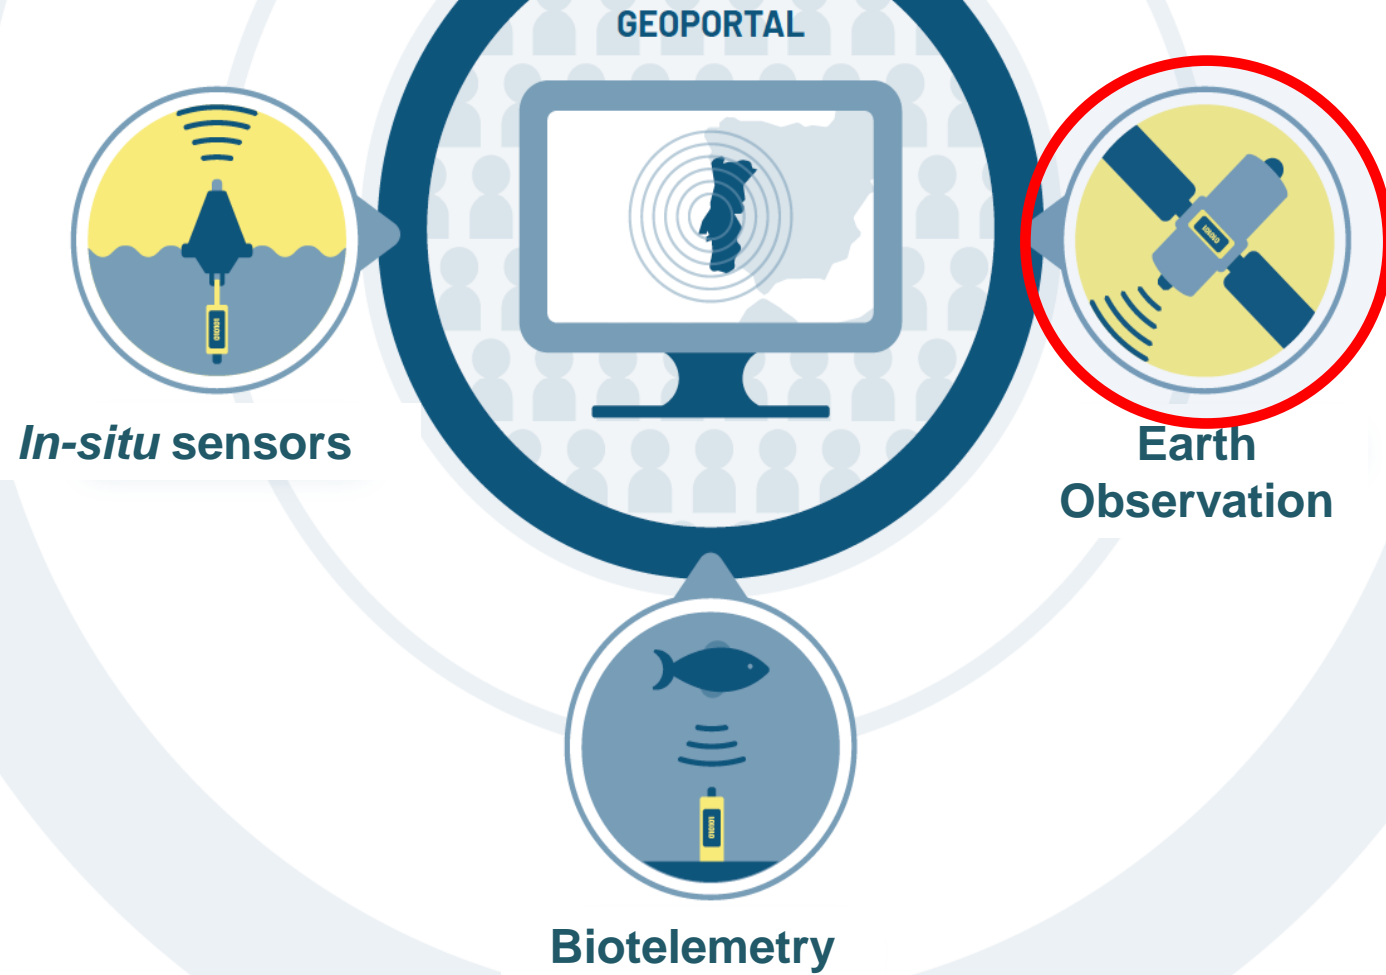 GEOPORTAL
In-situ sensors
Earth
Observation
Biotelemetry